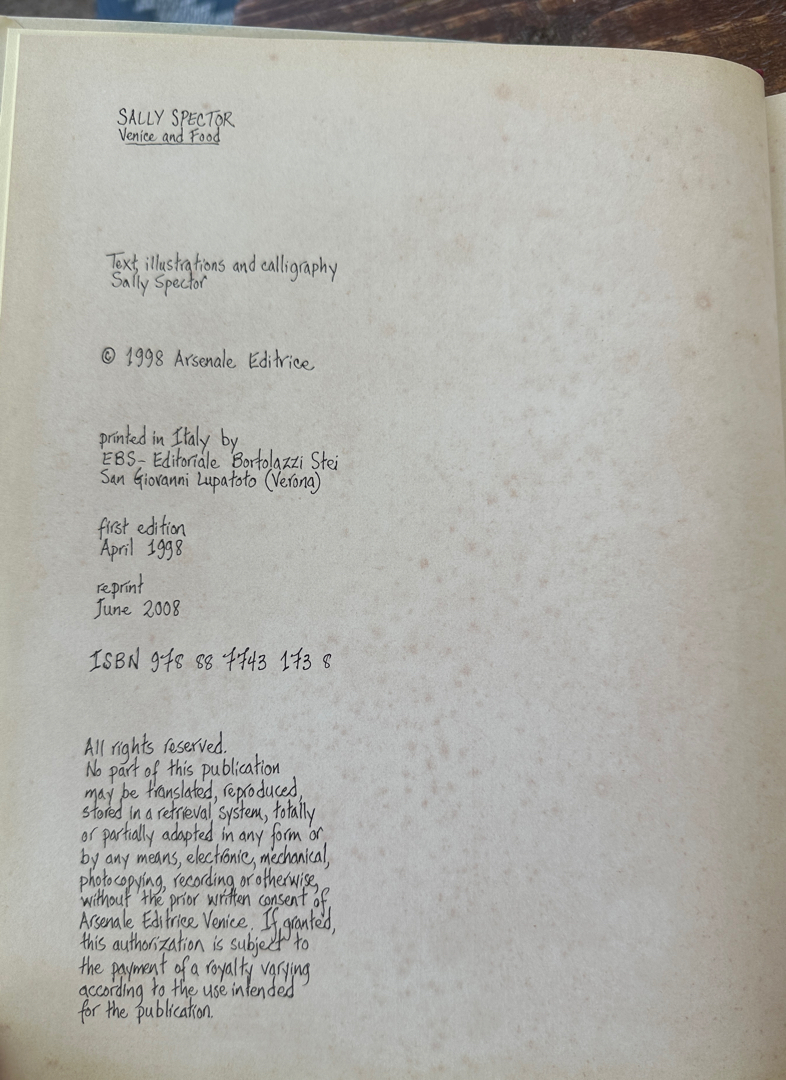 SALLY SPECTOR
Venice and Food
Text, illustrations and calligraphy
Sally Spector
© 1998 Arsenale Editrice
printed in Italy by
EBS - Editoriale Bortolazzi Stei
San Giovanni Lupatoto (Verona)
first edition
April 1998
reprint
June 2008
ISBN 978 88 7743 173 8
All rights reserved.
No part of this publication
may be translated, reproduced,
stored in a retrieval system, totally
or partially adapted in any form or
by any means, electronic, mechanical,
photocopying, recording or otherwise,
without the prior written consent of
Arsenale Editrice Venice. If granted,
this authorization is subject to
the payment of a royalty varying
according to the use intended
for the publication.